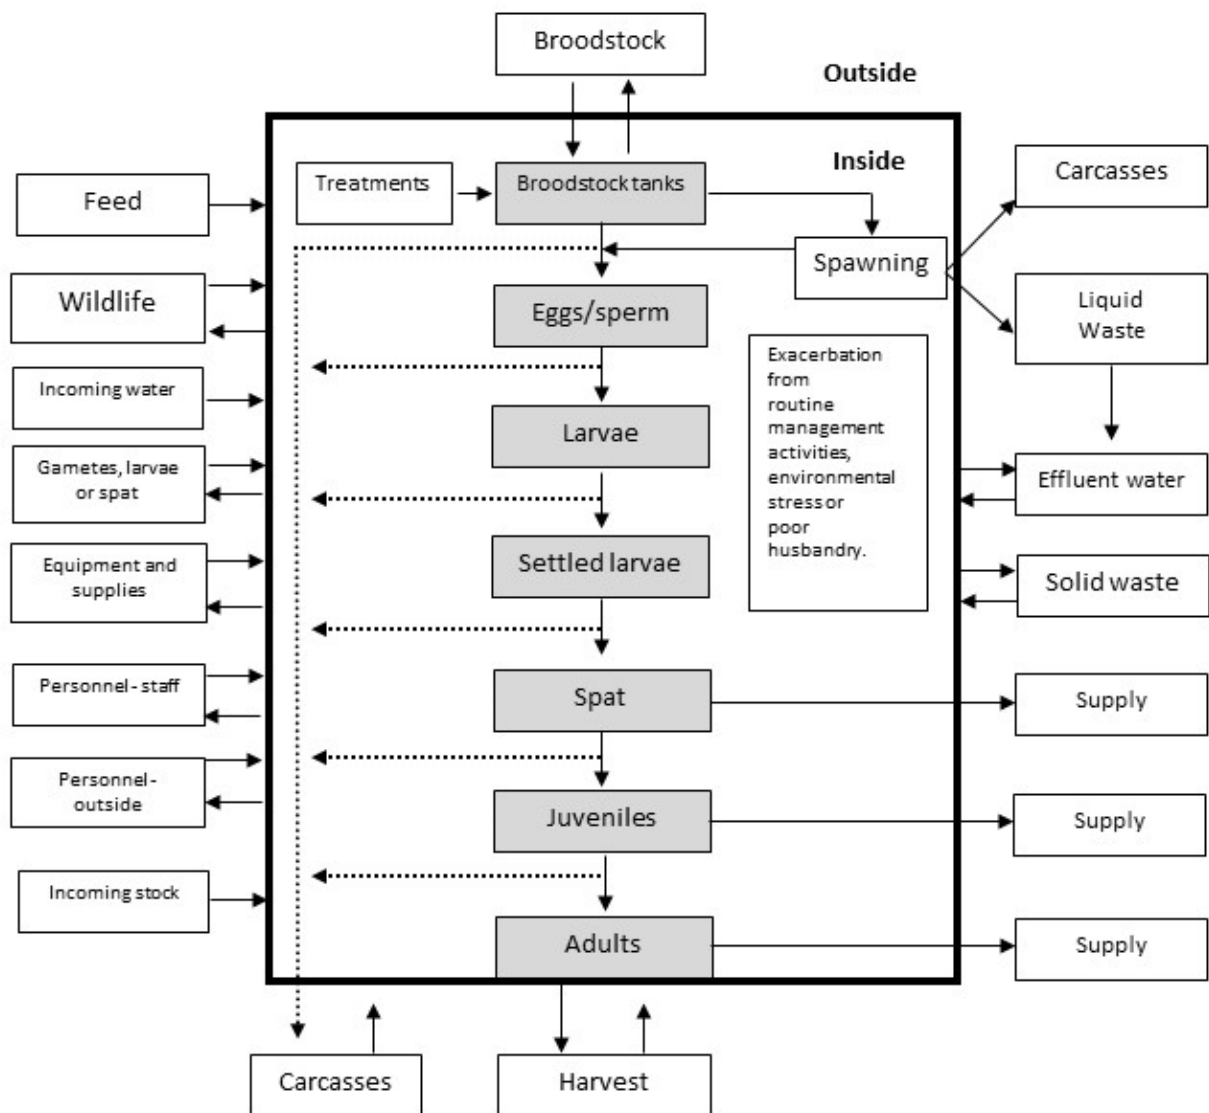 Broodstock
Outside
Inside
Treatments
Broodstock tanks
Carcasses
Feed
Spawning
Wildlife
Eggs/sperm
Liquid
Waste
Exacerbation
from
routine
management
activities,
environmental
stress or
poor
husbandry.
Incoming water
Larvae
Gametes, larvae
or spat
Effluent water
Equipment and
supplies
Settled larvae
Solid waste
Personnel - staff
Spat
Supply
Personnel -
outside
Juveniles
Supply
Incoming stock
Adults
Supply
Carcasses
Harvest